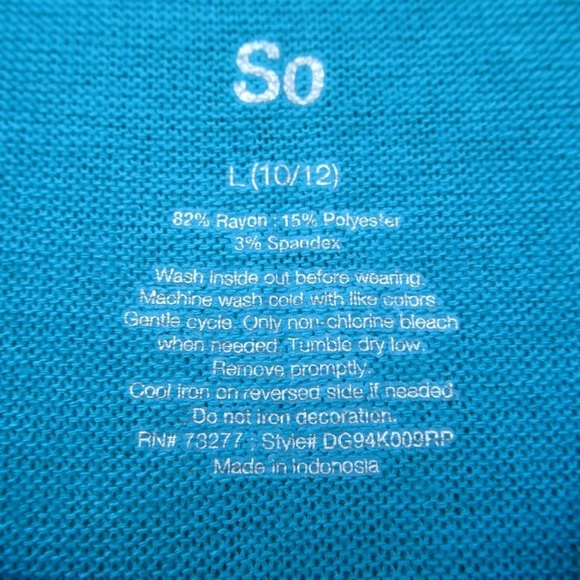 So
L (10/12)
82% Rayon : 15% Polyester
3% Spandex
Wash inside out before wearing.
Machine wash cold with like colors.
Gentle cycle. Only non-chlorine bleach
when needed. Tumble dry low.
Remove promptly.
Cool iron on reversed side if needed.
Do not iron decoration.
RN# 73277 : Style# DG94K009RP
Made in Indonesia